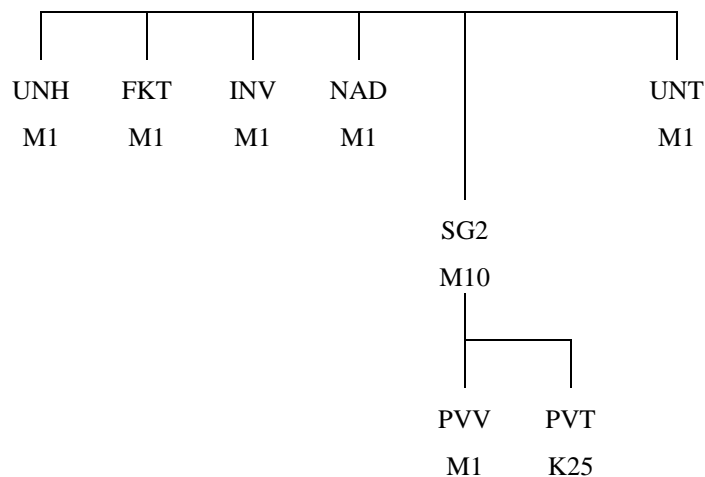 UNH FKT INV NAD UNT
M1 M1 M1 M1 M1
SG2
M10
PVV PVT
M1 K25